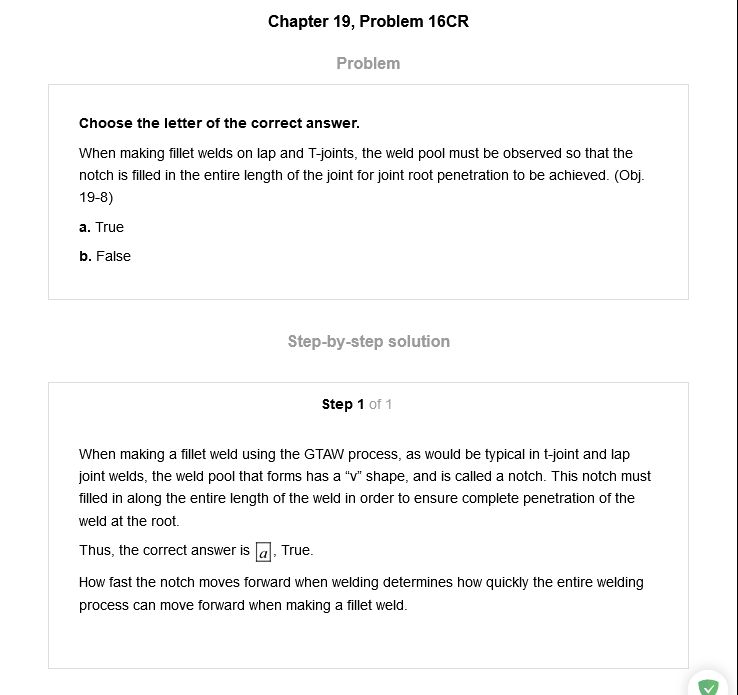 Chapter 19, Problem 16CR
Problem
Choose the letter of the correct answer.
When making fillet welds on lap and T-joints, the weld pool must be observed so that the
notch is filled in the entire length of the joint for joint root penetration to be achieved. (Obj.
19-8)
a. True
b. False
Step-by-step solution
Step 1 of 1
When making a fillet weld using the GTAW process, as would be typical in t-joint and lap
joint welds, the weld pool that forms has a “v” shape, and is called a notch. This notch must
filled in along the entire length of the weld in order to ensure complete penetration of the
weld at the root.
Thus, the correct answer is a, True.
How fast the notch moves forward when welding determines how quickly the entire welding
process can move forward when making a fillet weld.